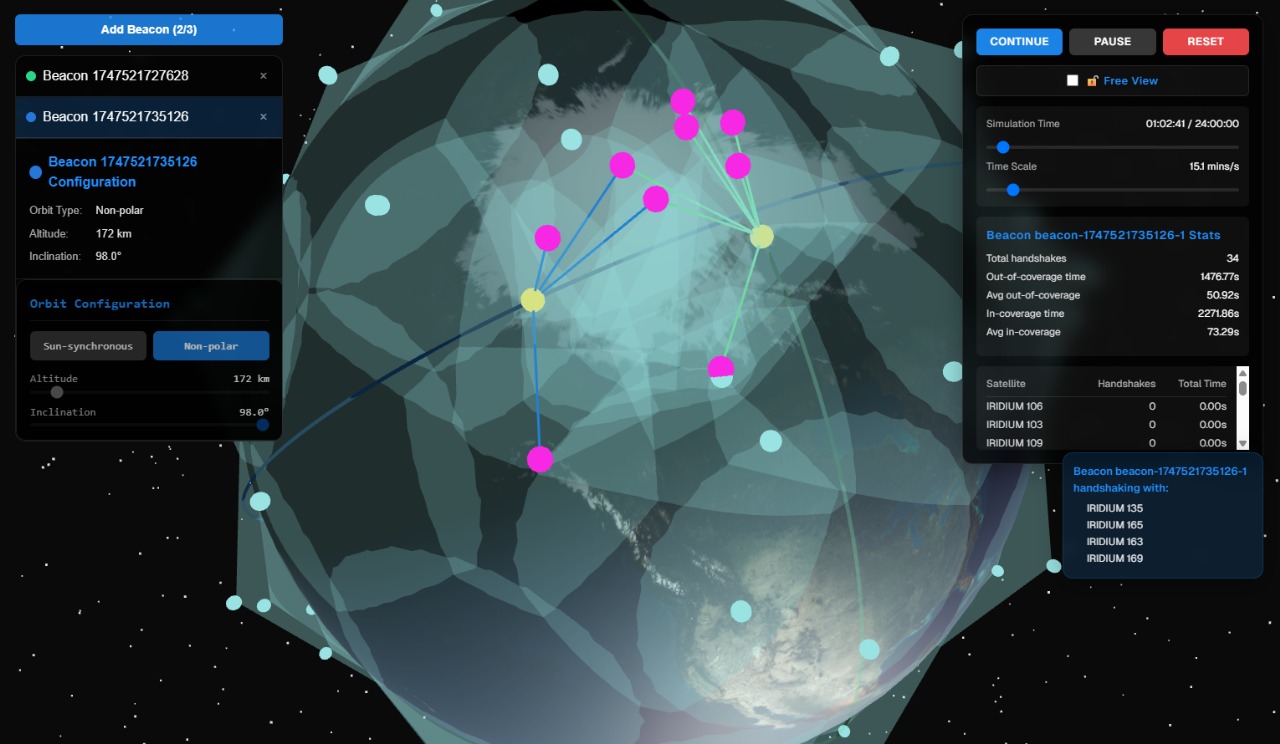 Add Beacon (2/3)
Beacon 1747521727628 ×
Beacon 1747521735126 ×
Beacon 1747521735126
Configuration
Orbit Type: Non-polar
Altitude: 172 km
Inclination: 98.0°
Orbit Configuration
Sun-synchronous Non-polar
Altitude 172 km
Inclination 98.0°
CONTINUE PAUSE RESET
🔓 Free View
Simulation Time 01:02:41 / 24:00:00
Time Scale 15.1 mins/s
Beacon beacon-1747521735126-1 Stats
Total handshakes 34
Out-of-coverage time 1476.77s
Avg out-of-coverage 50.92s
In-coverage time 2271.86s
Avg in-coverage 73.29s
Satellite Handshakes Total Time
IRIDIUM 106 0 0.00s
IRIDIUM 103 0 0.00s
IRIDIUM 109 0 0.00s
Beacon beacon-1747521735126-1
handshaking with:
IRIDIUM 135
IRIDIUM 165
IRIDIUM 163
IRIDIUM 169